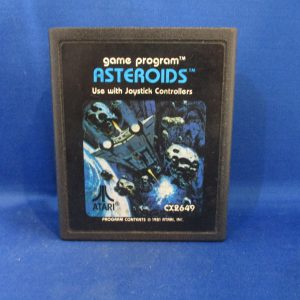 game program™
ASTEROIDS™
Use with Joystick Controllers
ATARI®
CX2649
PROGRAM CONTENTS © 1981 ATARI, INC.